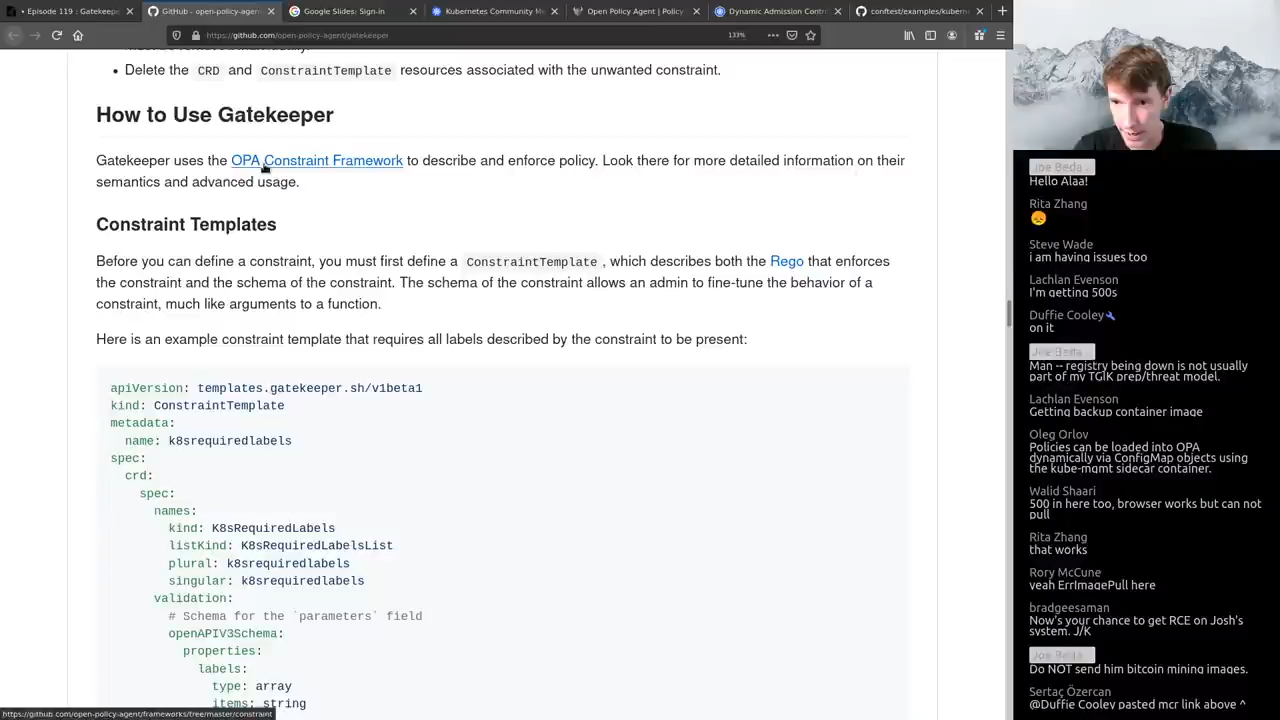 • Episode 119 : Gatekeepe
GitHub - open-policy-agen
Google Slides: Sign-in
Kubernetes Community Me
Open Policy Agent | Policy
Dynamic Admission Contr
conftest/examples/kubern
https://github.com/open-policy-agent/gatekeeper
133%
• Delete the CRD and ConstraintTemplate resources associated with the unwanted constraint.
How to Use Gatekeeper
Gatekeeper uses the OPA Constraint Framework to describe and enforce policy. Look there for more detailed information on their
semantics and advanced usage.
Constraint Templates
Before you can define a constraint, you must first define a ConstraintTemplate , which describes both the Rego that enforces
the constraint and the schema of the constraint. The schema of the constraint allows an admin to fine-tune the behavior of a
constraint, much like arguments to a function.
Here is an example constraint template that requires all labels described by the constraint to be present:
apiVersion: templates.gatekeeper.sh/v1beta1
kind: ConstraintTemplate
metadata:
name: k8srequiredlabels
spec:
crd:
spec:
names:
kind: K8sRequiredLabels
listKind: K8sRequiredLabelsList
plural: k8srequiredlabels
singular: k8srequiredlabels
validation:
# Schema for the `parameters` field
openAPIV3Schema:
properties:
labels:
type: array
items: string
https://github.com/open-policy-agent/frameworks/tree/master/constraint
Joe Beda
Hello Alaa!
Rita Zhang
Steve Wade
i am having issues too
Lachlan Evenson
I'm getting 500s
Duffie Cooley
on it
Joe Beda
Man -- registry being down is not usually
part of my TGIK prep/threat model.
Lachlan Evenson
Getting backup container image
Oleg Orlov
Policies can be loaded into OPA
dynamically via ConfigMap objects using
the kube-mgmt sidecar container.
Walid Shaari
500 in here too, browser works but can not
pull
Rita Zhang
that works
Rory McCune
yeah ErrImagePull here
bradgeesaman
Now's your chance to get RCE on Josh's
system. J/K
Joe Beda
Do NOT send him bitcoin mining images.
Sertaç Özercan
@Duffie Cooley pasted mcr link above ^